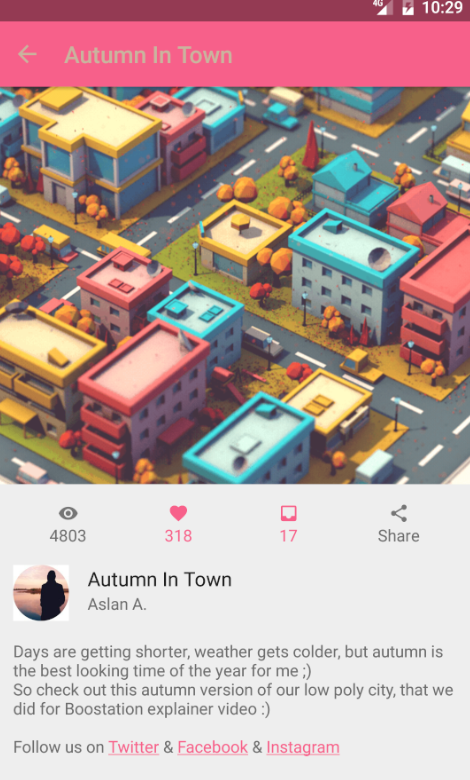 4G 10:29
Autumn In Town
4803 318 17 Share
Autumn In Town
Aslan A.
Days are getting shorter, weather gets colder, but autumn is
the best looking time of the year for me ;)
So check out this autumn version of our low poly city, that we
did for Boostation explainer video :)
Follow us on Twitter & Facebook & Instagram